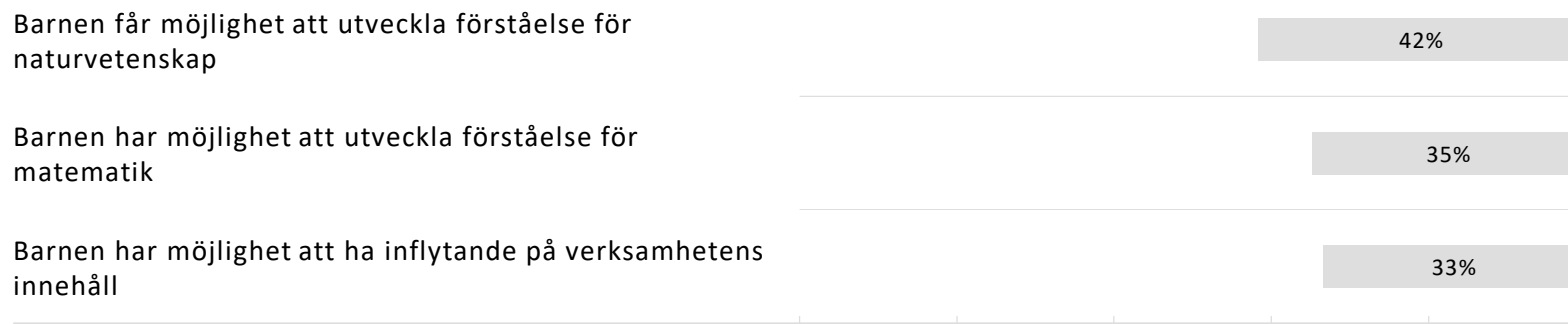 Barnen får möjlighet att utveckla förståelse för
naturvetenskap
42%
Barnen har möjlighet att utveckla förståelse för
matematik
35%
Barnen har möjlighet att ha inflytande på verksamhetens
innehåll
33%